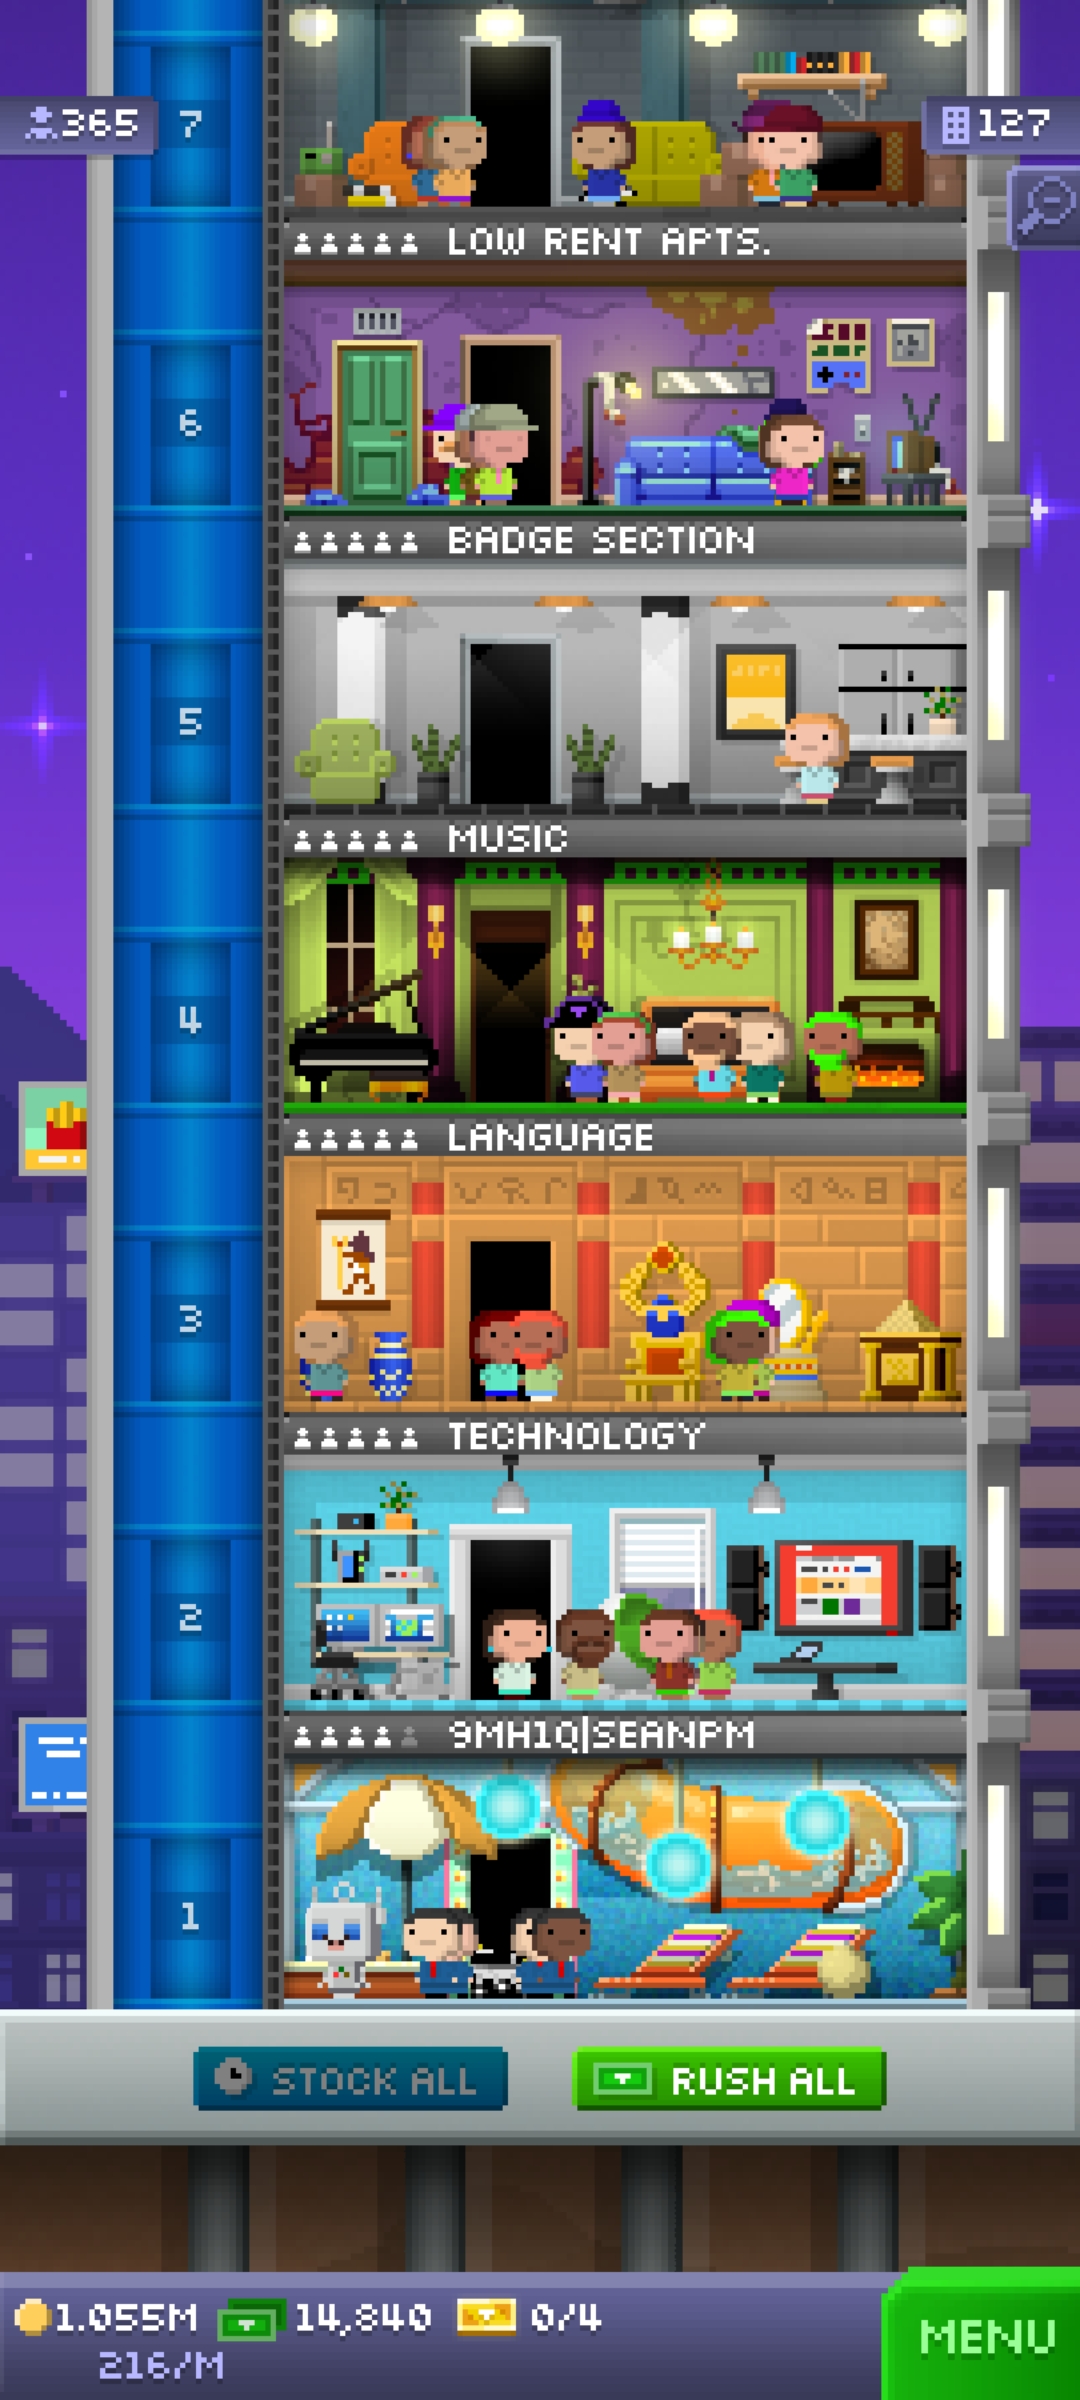 365
7
127
LOW RENT APTS.
6
BADGE SECTION
5
MUSIC
4
LANGUAGE
3
TECHNOLOGY
2
9MH1Q|SEANPM
1
STOCK ALL
RUSH ALL
1.055M
14,840
0/4
216/M
MENU